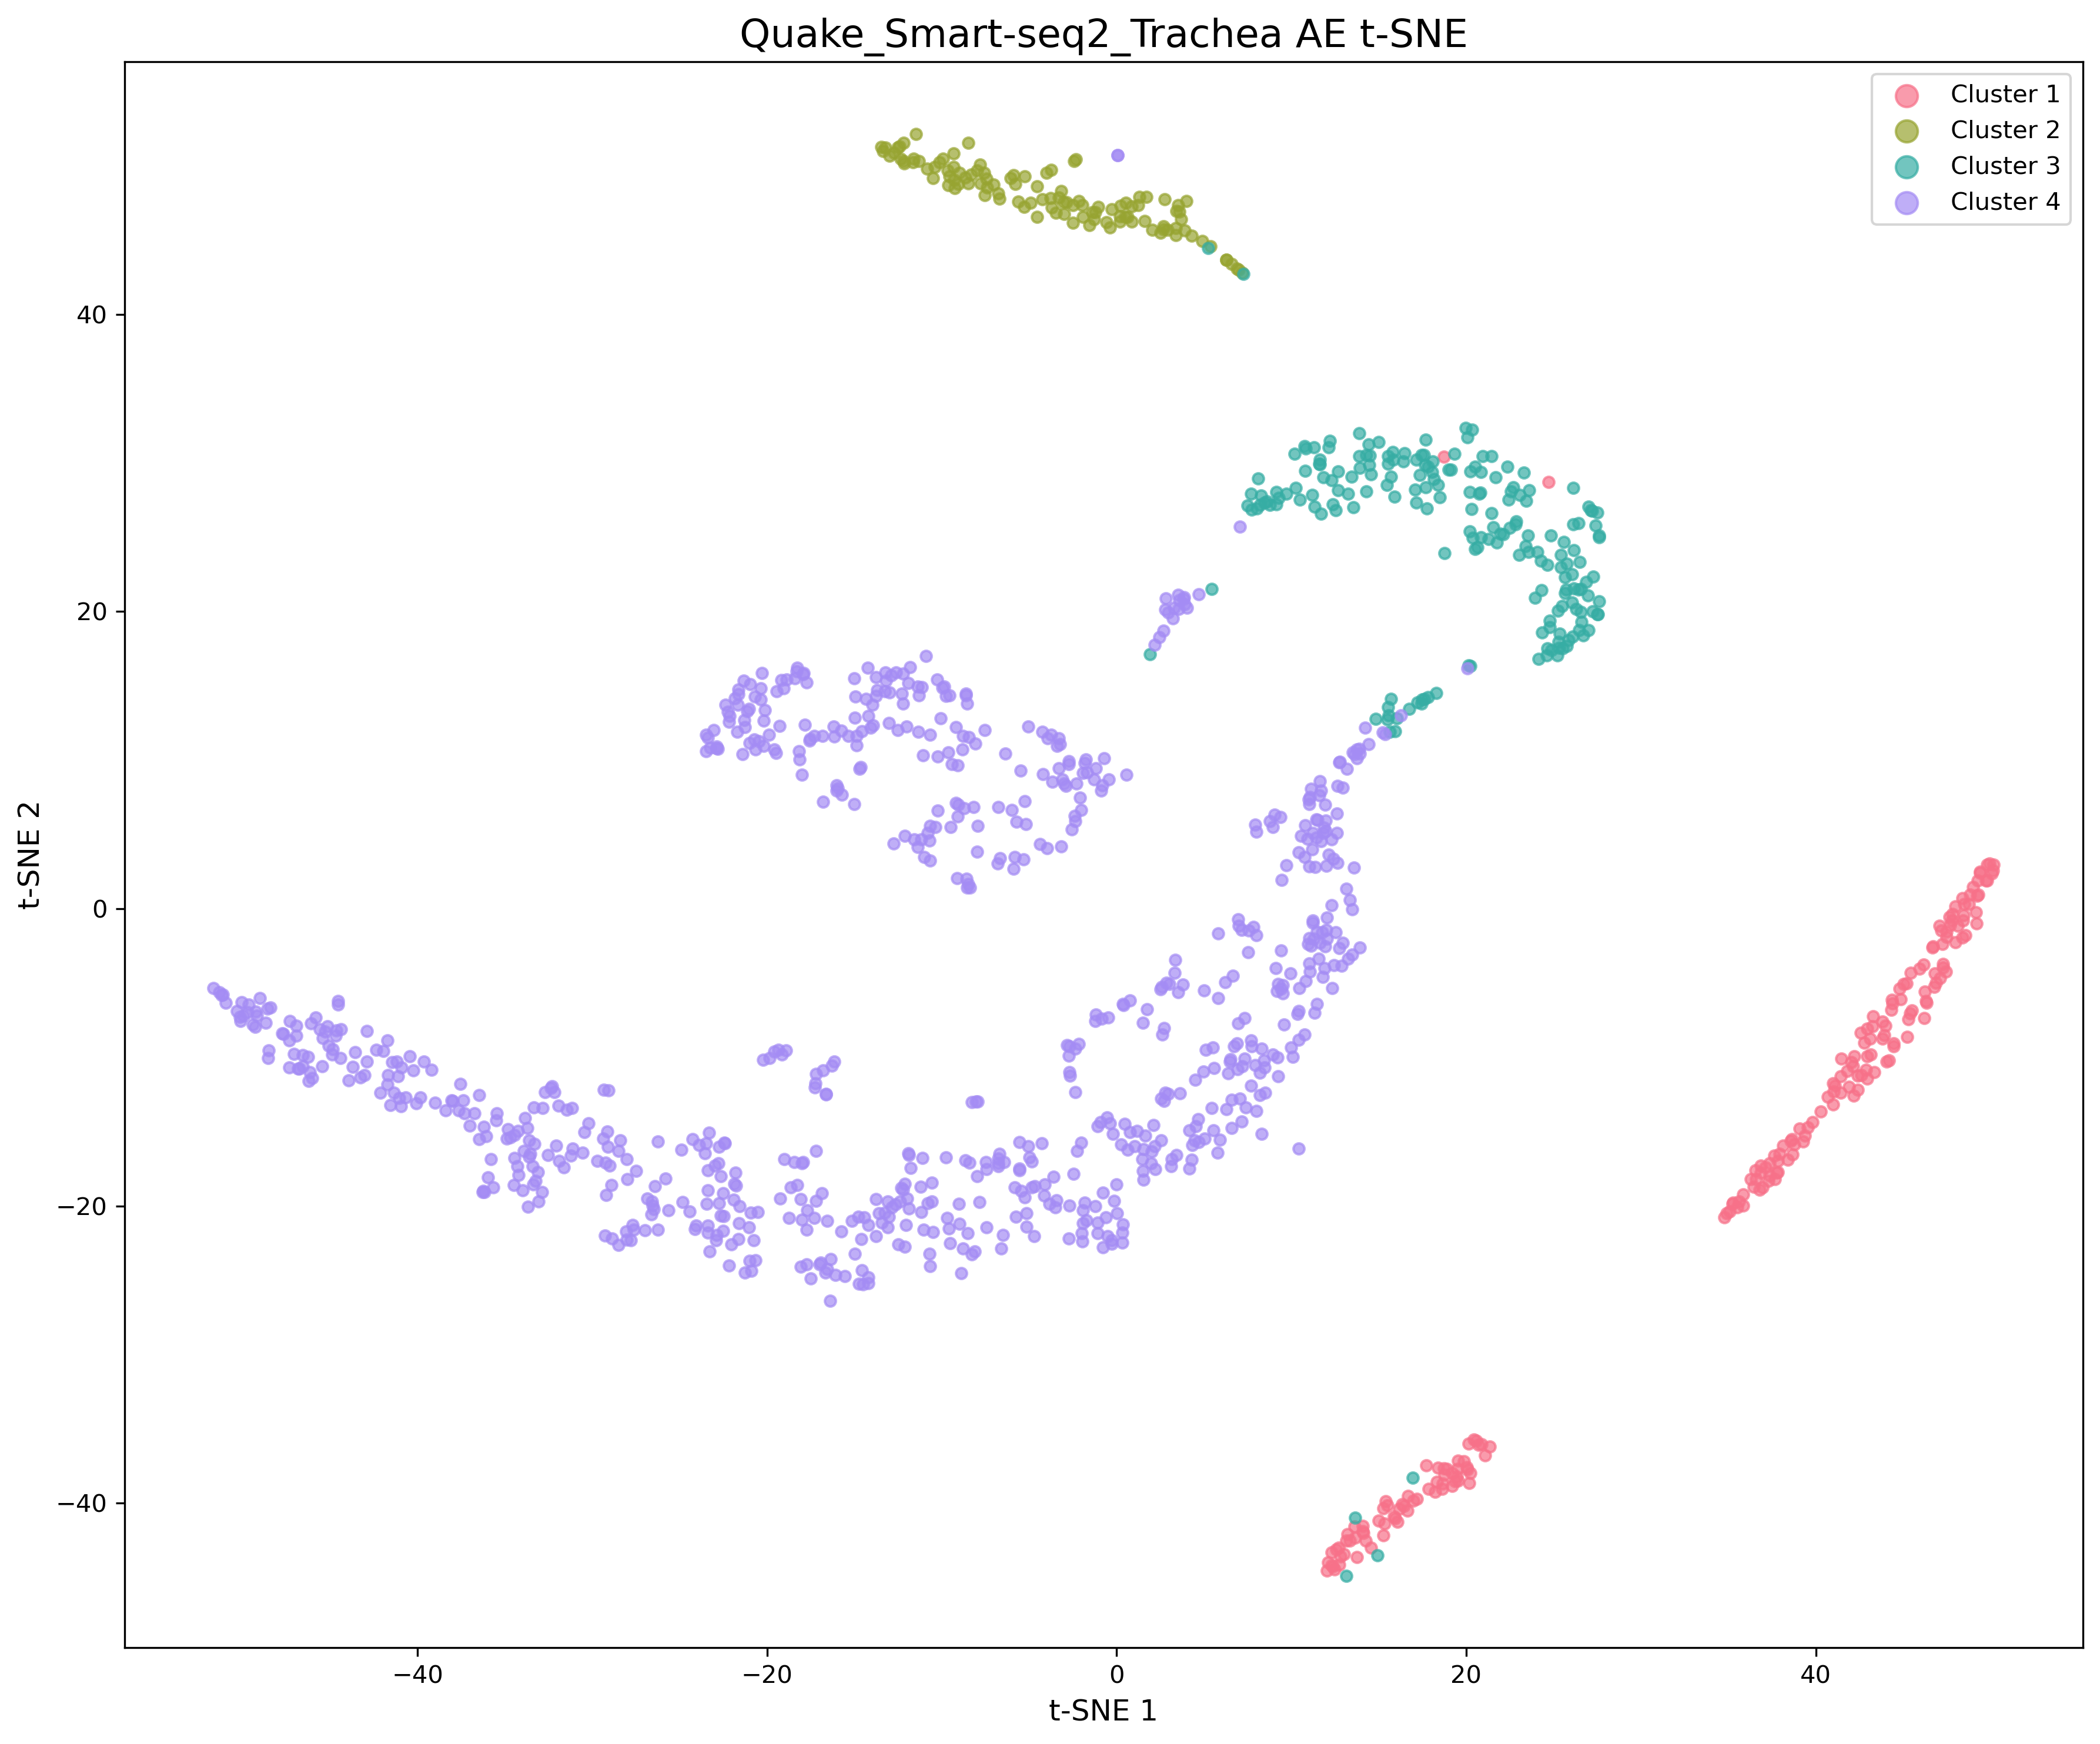 Quake_Smart-seq2_Trachea AE t-SNE
Cluster 1
Cluster 2
Cluster 3
Cluster 4
t-SNE 2
40
20
0
−20
−40
−40
−20
0
20
40
t-SNE 1